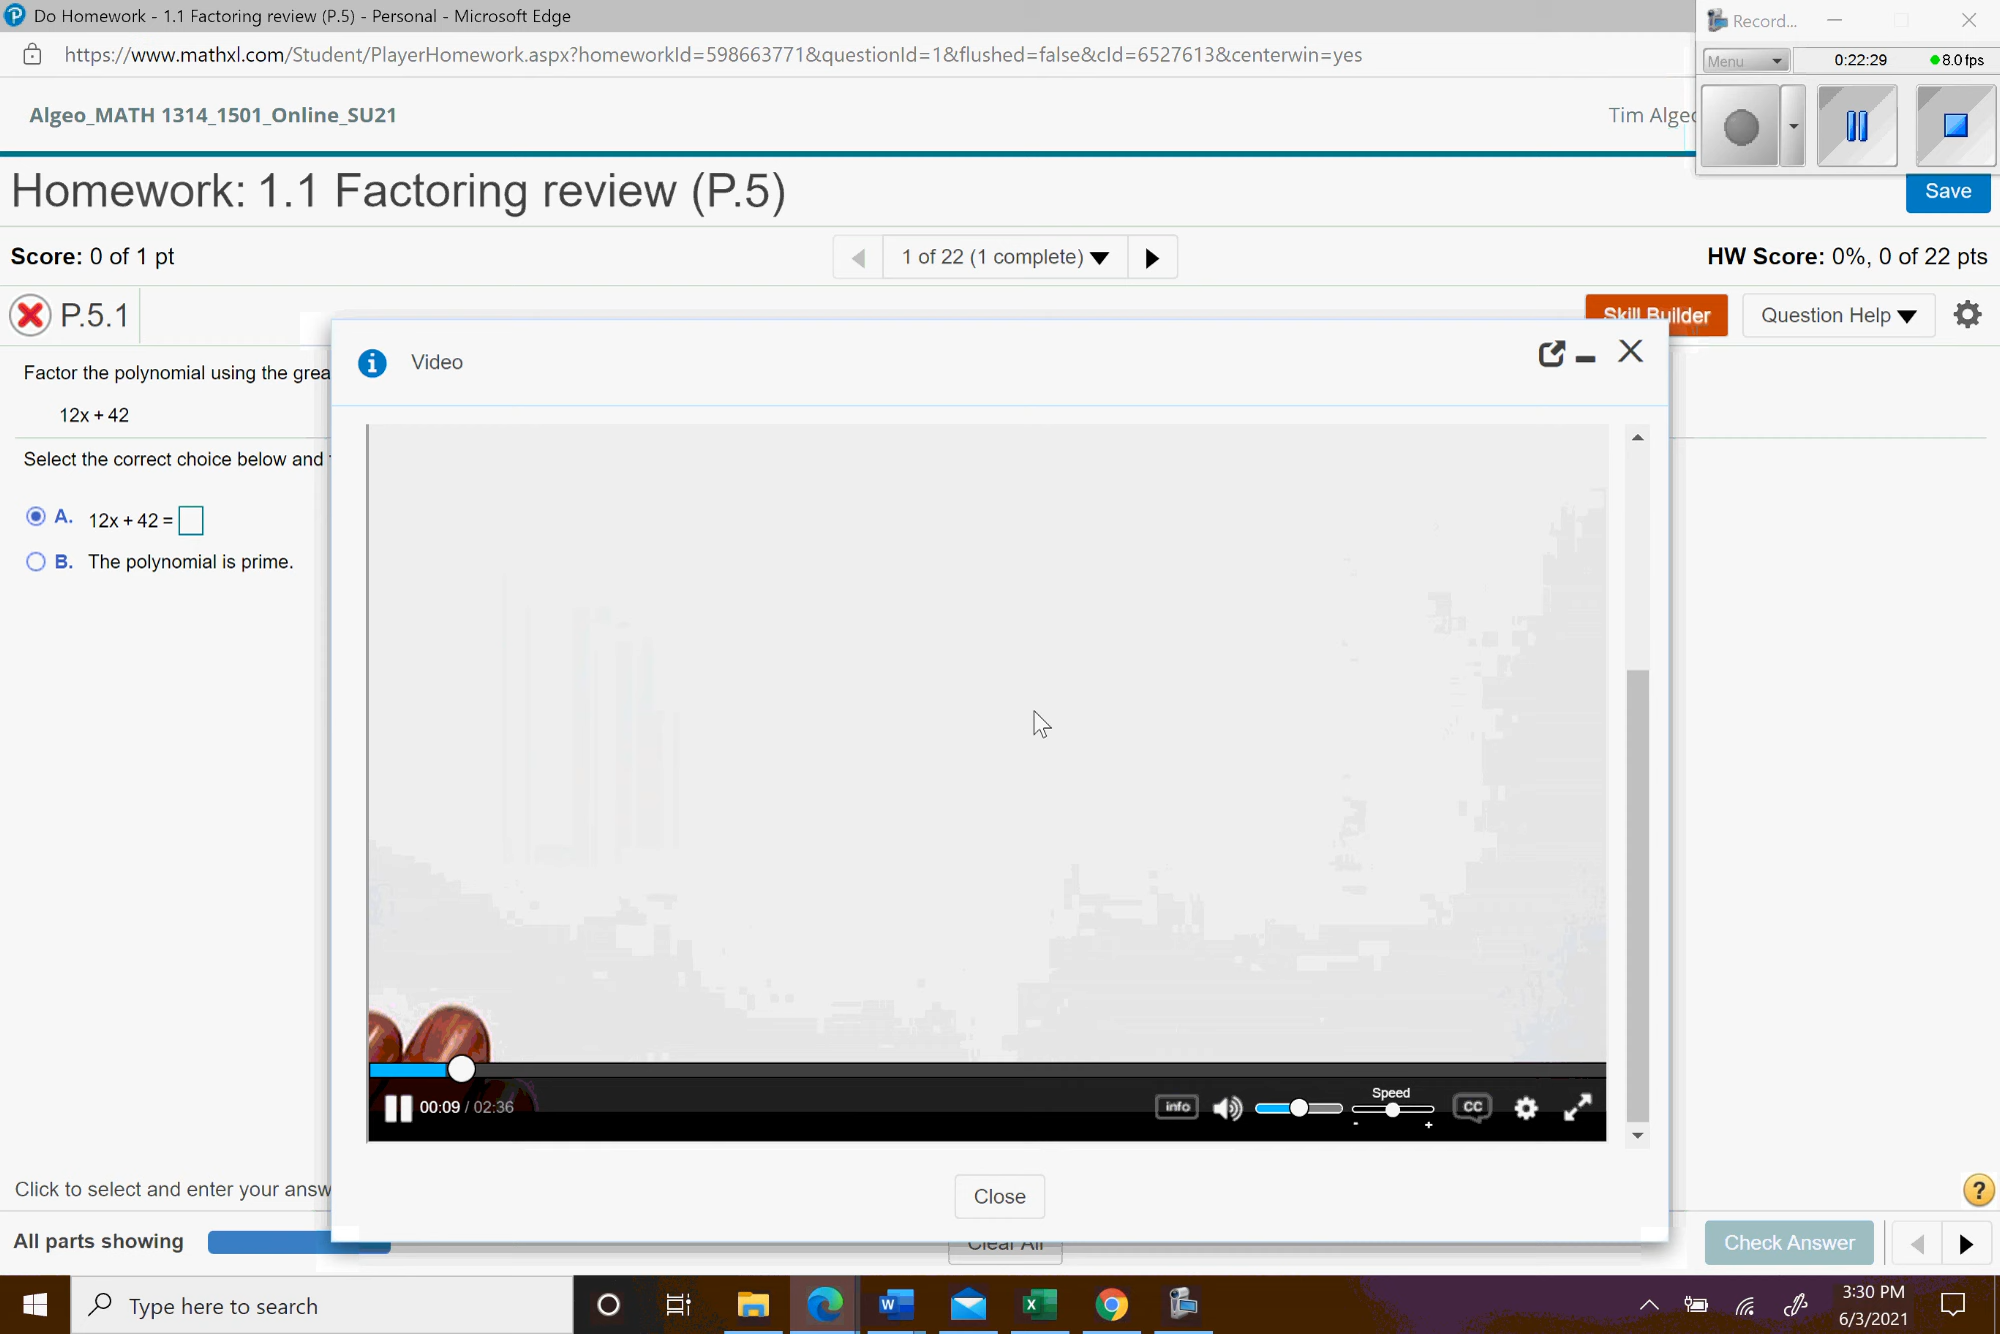 Do Homework - 1.1 Factoring review (P.5) - Personal - Microsoft Edge
Record...
https://www.mathxl.com/Student/PlayerHomework.aspx?homeworkId=598663771&questionId=1&flushed=false&cId=6527613&centerwin=yes
Menu 0:22:29 8.0 fps
Algeo_MATH 1314_1501_Online_SU21
Tim Algeo
Homework: 1.1 Factoring review (P.5)
Save
Score: 0 of 1 pt
1 of 22 (1 complete)
HW Score: 0%, 0 of 22 pts
P.5.1
Skill Builder
Question Help
Video
Factor the polynomial using the grea
12x + 42
Select the correct choice below and
A. 12x + 42 =
B. The polynomial is prime.
Speed
00:09 / 02:36
info
CC
- +
Close
Click to select and enter your answ
?
All parts showing
Clear All
Check Answer
Type here to search
3:30 PM
6/3/2021